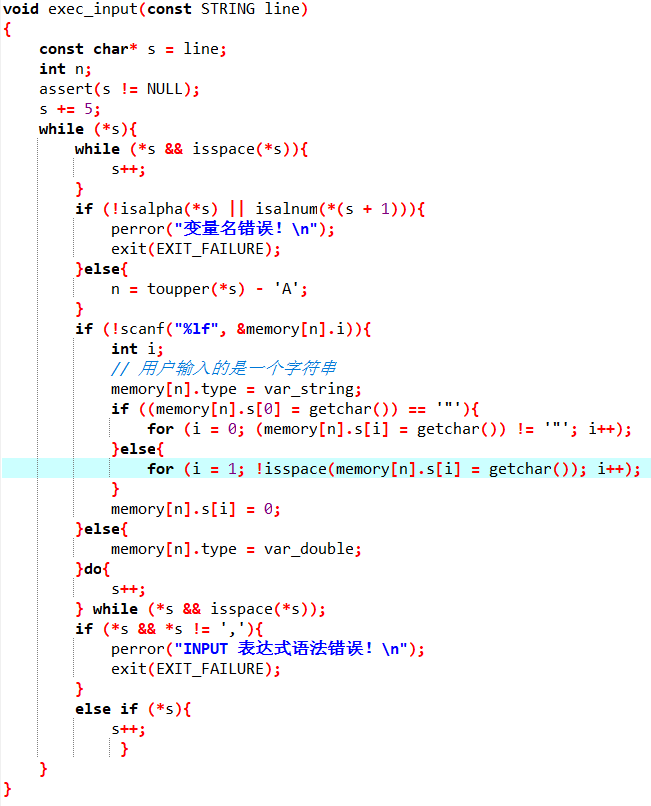 void exec_input(const STRING line)
{
    const char* s = line;
    int n;
    assert(s != NULL);
    s += 5;
    while (*s){
        while (*s && isspace(*s)){
            s++;
        }
        if (!isalpha(*s) || isalnum(*(s + 1))){
            perror("变量名错误! \n");
            exit(EXIT_FAILURE);
        }else{
            n = toupper(*s) - 'A';
        }
        if (!scanf("%lf", &memory[n].i)){
            int i;
            // 用户输入的是一个字符串
            memory[n].type = var_string;
            if ((memory[n].s[0] = getchar()) == '"'){
                for (i = 0; (memory[n].s[i] = getchar()) != '"'; i++);
            }else{
                for (i = 1; !isspace(memory[n].s[i] = getchar()); i++);
            }
            memory[n].s[i] = 0;
        }else{
            memory[n].type = var_double;
        }do{
            s++;
        } while (*s && isspace(*s));
        if (*s && *s != ','){
            perror("INPUT 表达式语法错误! \n");
            exit(EXIT_FAILURE);
        }
        else if (*s){
            s++;
             }
    }
}